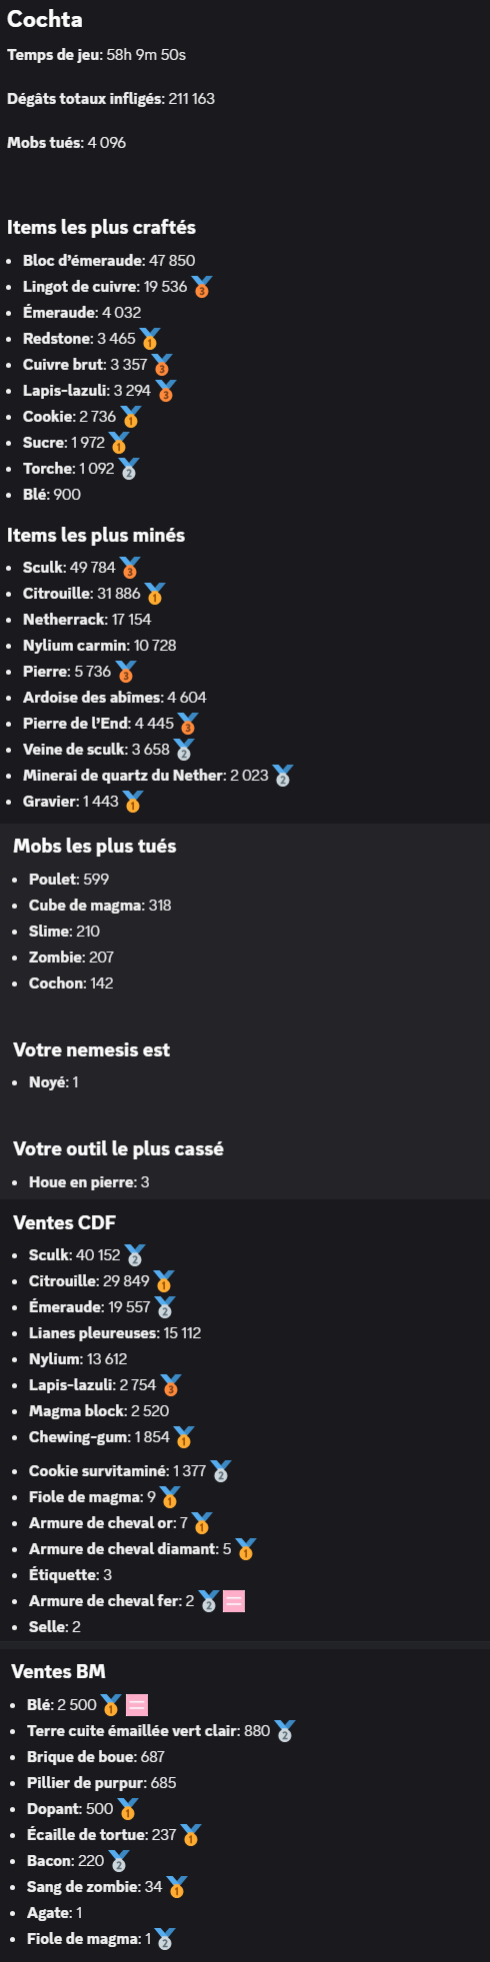 Cochta
Temps de jeu: 58h 9m 50s
Dégâts totaux infligés: 211 163
Mobs tués: 4 096
Items les plus craftés
Bloc d’émeraude: 47 850
Lingot de cuivre: 19 536 🥉
Émeraude: 4 032
Redstone: 3 465 🥇
Cuivre brut: 3 357 🥉
Lapis-lazuli: 3 294 🥉
Cookie: 2 736 🥇
Sucre: 1 972 🥇
Torche: 1 092 🥈
Blé: 900
Items les plus minés
Sculk: 49 784 🥉
Citrouille: 31 886 🥇
Netherrack: 17 154
Nylium carmin: 10 728
Pierre: 5 736 🥉
Ardoise des abîmes: 4 604
Pierre de l’End: 4 445 🥉
Veine de sculk: 3 658 🥈
Minerai de quartz du Nether: 2 023 🥈
Gravier: 1 443 🥇
Mobs les plus tués
Poulet: 599
Cube de magma: 318
Slime: 210
Zombie: 207
Cochon: 142
Votre nemesis est
Noyé: 1
Votre outil le plus cassé
Houe en pierre: 3
Ventes CDF
Sculk: 40 152 🥈
Citrouille: 29 849 🥇
Émeraude: 19 557 🥈
Lianes pleureuses: 15 112
Nylium: 13 612
Lapis-lazuli: 2 754 🥉
Magma block: 2 520
Chewing-gum: 1 854 🥇
Cookie survitaminé: 1 377 🥈
Fiole de magma: 9 🥇
Armure de cheval or: 7 🥇
Armure de cheval diamant: 5 🥇
Étiquette: 3
Armure de cheval fer: 2 🥈 =
Selle: 2
Ventes BM
Blé: 2 500 🥇 =
Terre cuite émaillée vert clair: 880 🥈
Brique de boue: 687
Pillier de purpur: 685
Dopant: 500 🥇
Écaille de tortue: 237 🥇
Bacon: 220 🥈
Sang de zombie: 34 🥇
Agate: 1
Fiole de magma: 1 🥈